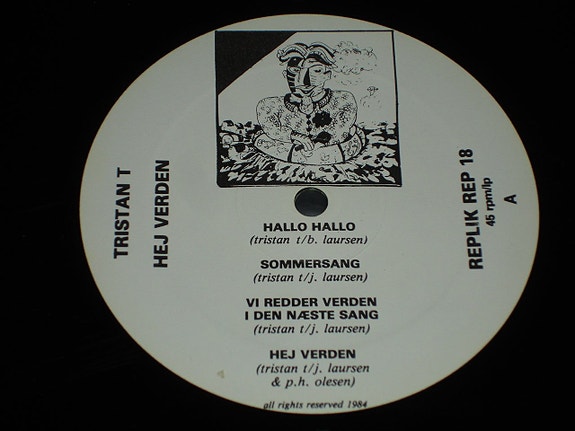 TRISTAN T
HEJ VERDEN
HALLO HALLO
(tristan t/b. laursen)
SOMMERSANG
(tristan t/j. laursen)
VI REDDER VERDEN
I DEN NÆSTE SANG
(tristan t/j. laursen)
HEJ VERDEN
(tristan t/j. laursen
& p.h. olesen)
all rights reserved 1984
REPLIK REP 18
45 rpm/lp
A